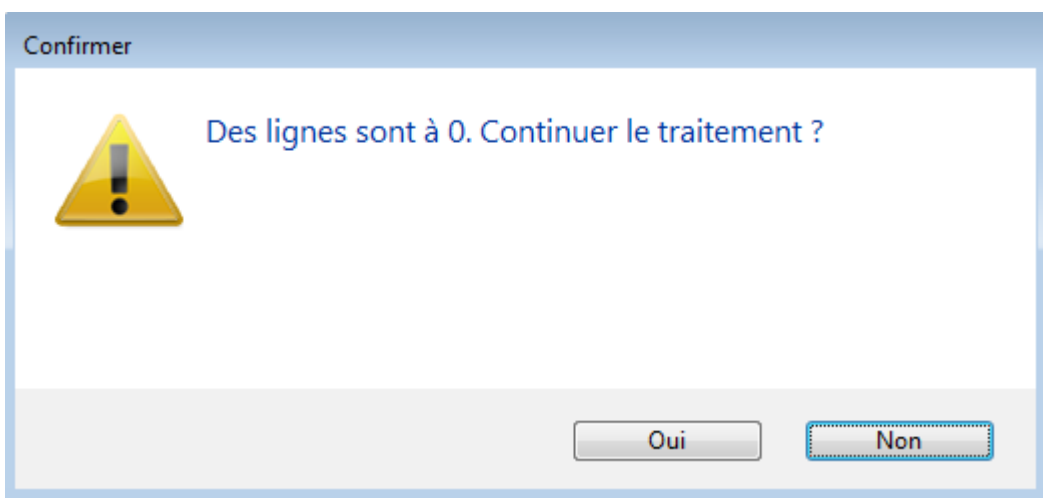 Confirmer
Des lignes sont à 0. Continuer le traitement ?
Oui
Non